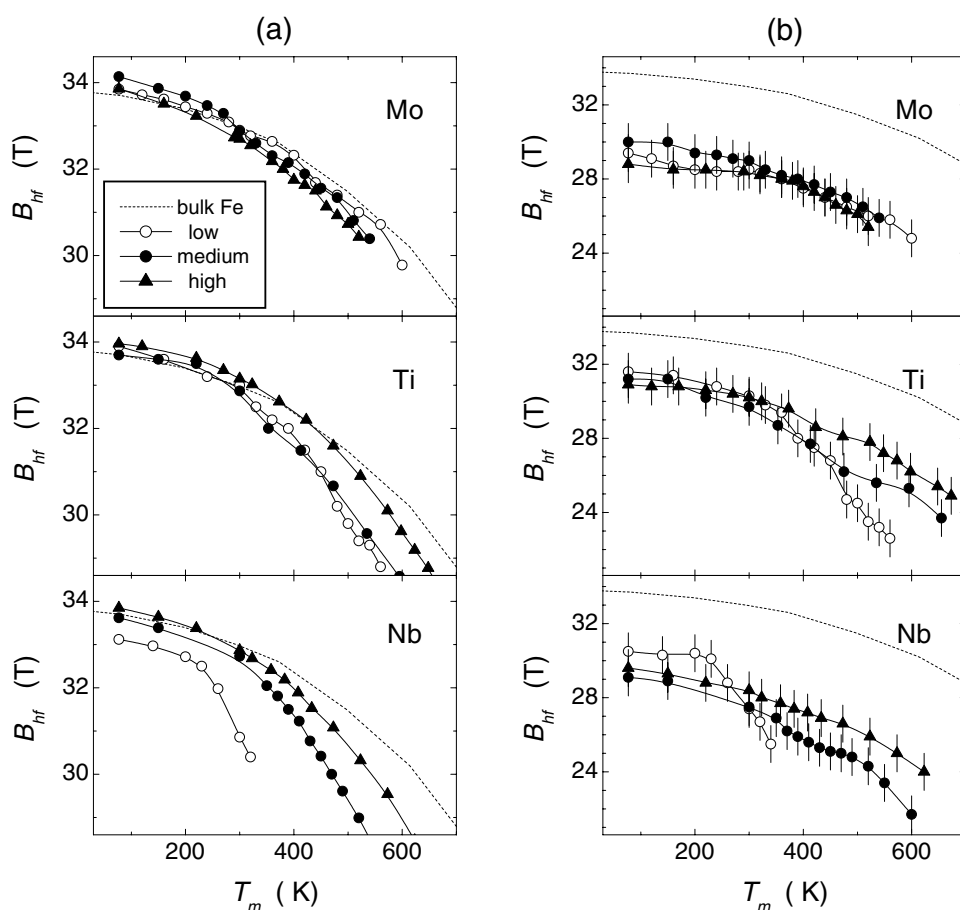 (a)
(b)
34
32
30
B_hf (T)
Mo
bulk Fe
low
medium
high
32
28
24
B_hf (T)
Mo
34
32
30
B_hf (T)
Ti
32
28
24
B_hf (T)
Ti
34
32
30
B_hf (T)
Nb
32
28
24
B_hf (T)
Nb
200 400 600
T_m ( K)
200 400 600
T_m ( K)